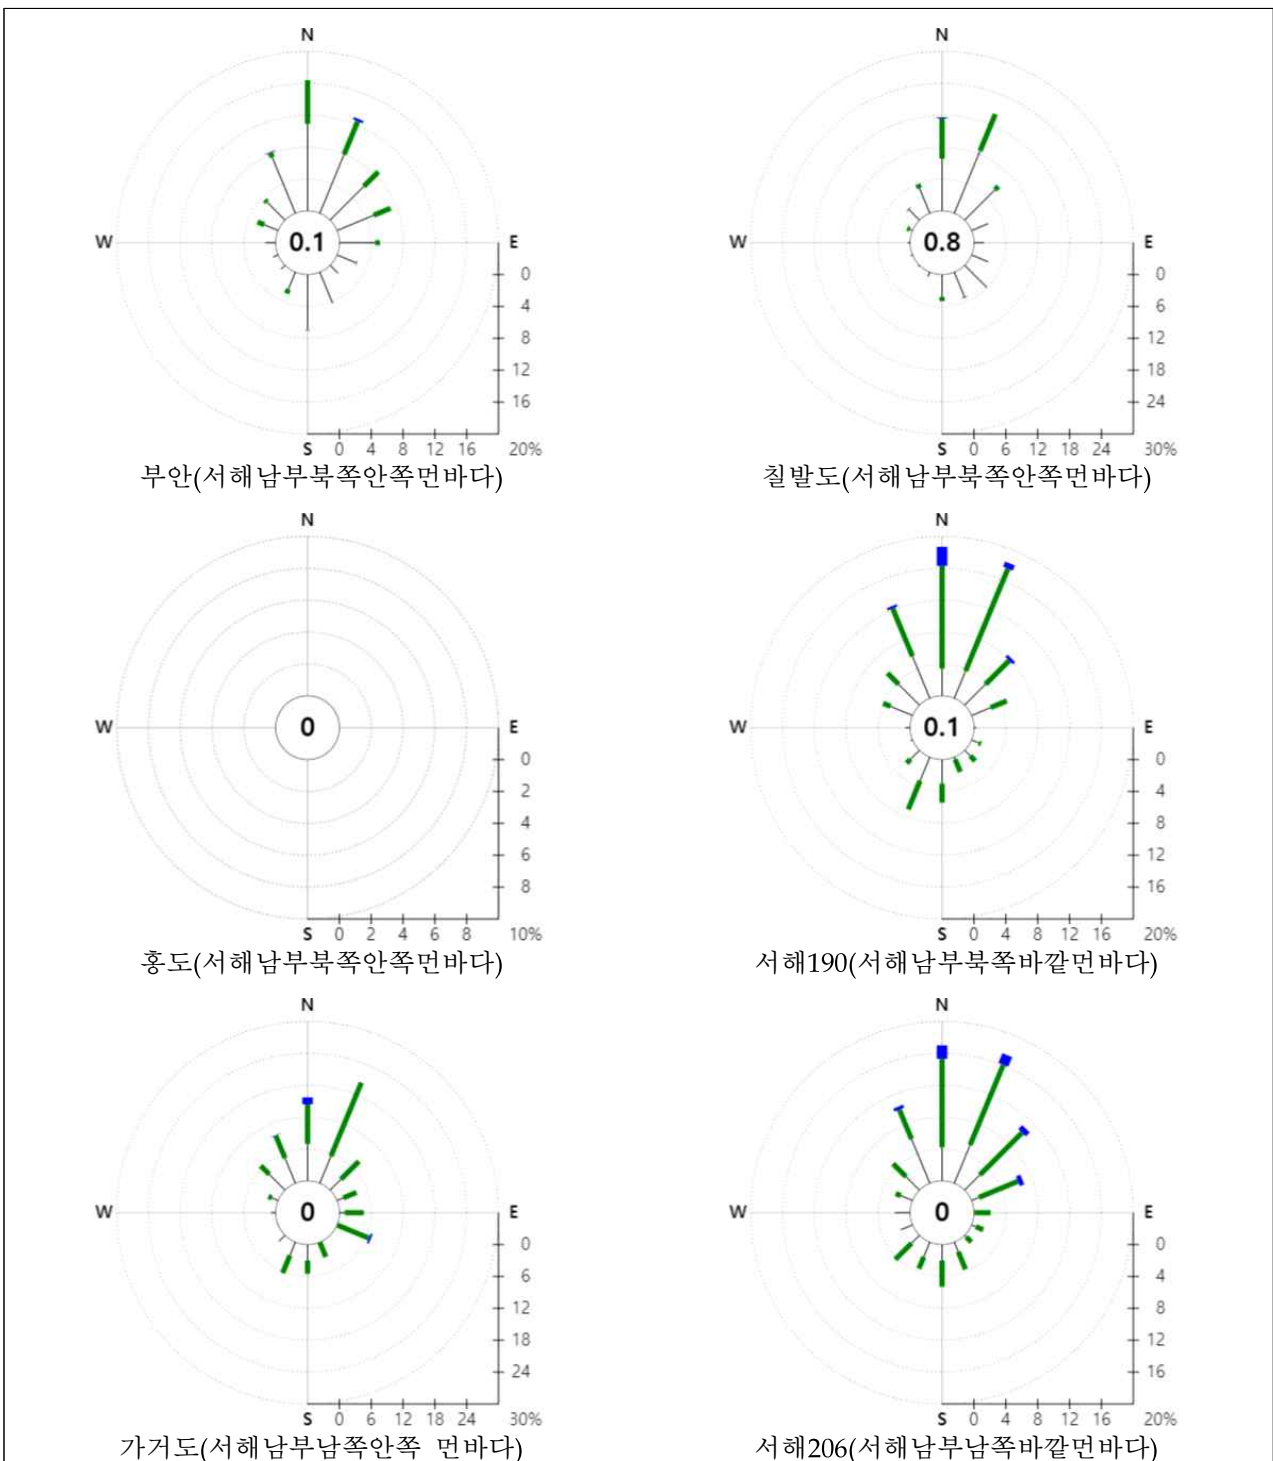 N N
W 0.1 E W 0.8 E
0 0
4 6
8 12
12 18
16 24
S 0 4 8 12 16 20% S 0 6 12 18 24 30%
부안(서해남부북쪽안쪽먼바다) 칠발도(서해남부북쪽안쪽먼바다)
N N
W 0 E W 0.1 E
0 0
2 4
4 8
6 12
8 16
S 0 2 4 6 8 10% S 0 4 8 12 16 20%
홍도(서해남부북쪽안쪽먼바다) 서해190(서해남부북쪽바깥먼바다)
N N
W 0 E W 0 E
0 0
6 4
12 8
18 12
24 16
S 0 6 12 18 24 30% S 0 4 8 12 16 20%
가거도(서해남부남쪽안쪽 먼바다) 서해206(서해남부남쪽바깥먼바다)